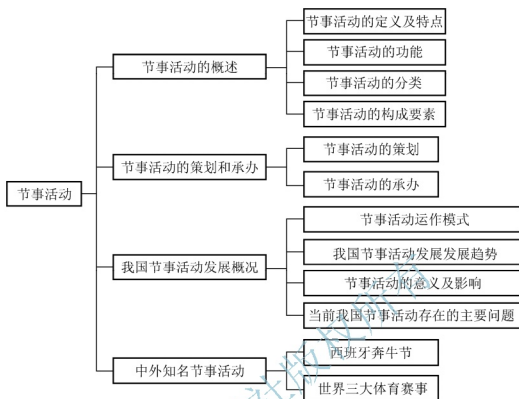 节事活动
节事活动的概述
节事活动的定义及特点
节事活动的功能
节事活动的分类
节事活动的构成要素
节事活动的策划和承办
节事活动的策划
节事活动的承办
我国节事活动发展概况
节事活动运作模式
我国节事活动发展发展趋势
节事活动的意义及影响
当前我国节事活动存在的主要问题
中外知名节事活动
西班牙奔牛节
世界三大体育赛事
社版权所有